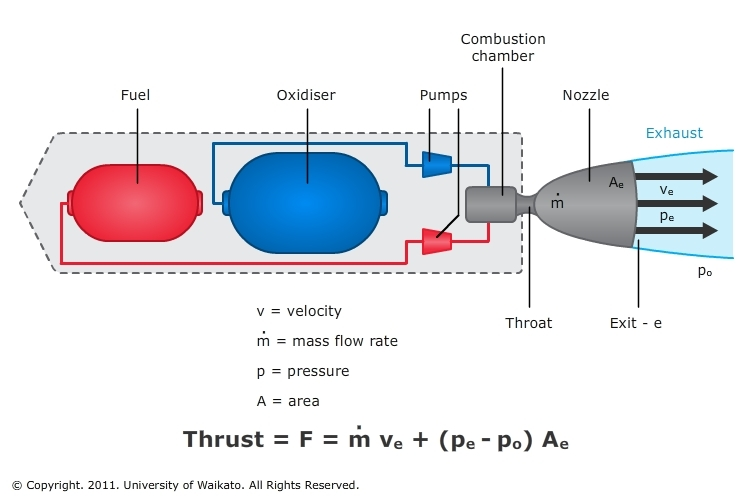 Combustion
chamber
Fuel
Oxidiser
Pumps
Nozzle
Exhaust
Aₑ
vₑ
ṁ
pₑ
pₒ
Throat
Exit - e
v = velocity
ṁ = mass flow rate
p = pressure
A = area
Thrust = F = ṁ vₑ + (pₑ - pₒ) Aₑ
© Copyright. 2011. University of Waikato. All Rights Reserved.